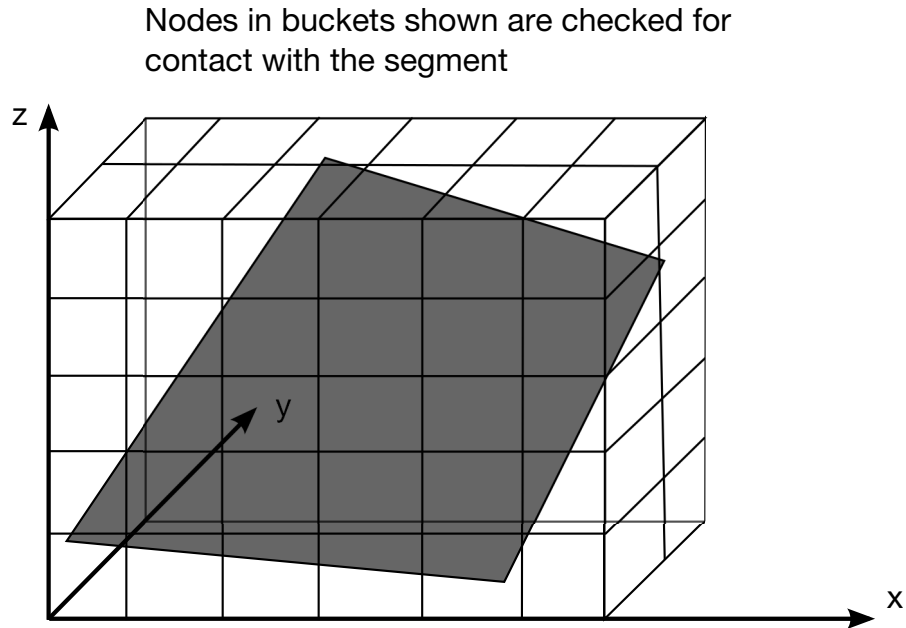 Nodes in buckets shown are checked for
contact with the segment
z
y
x